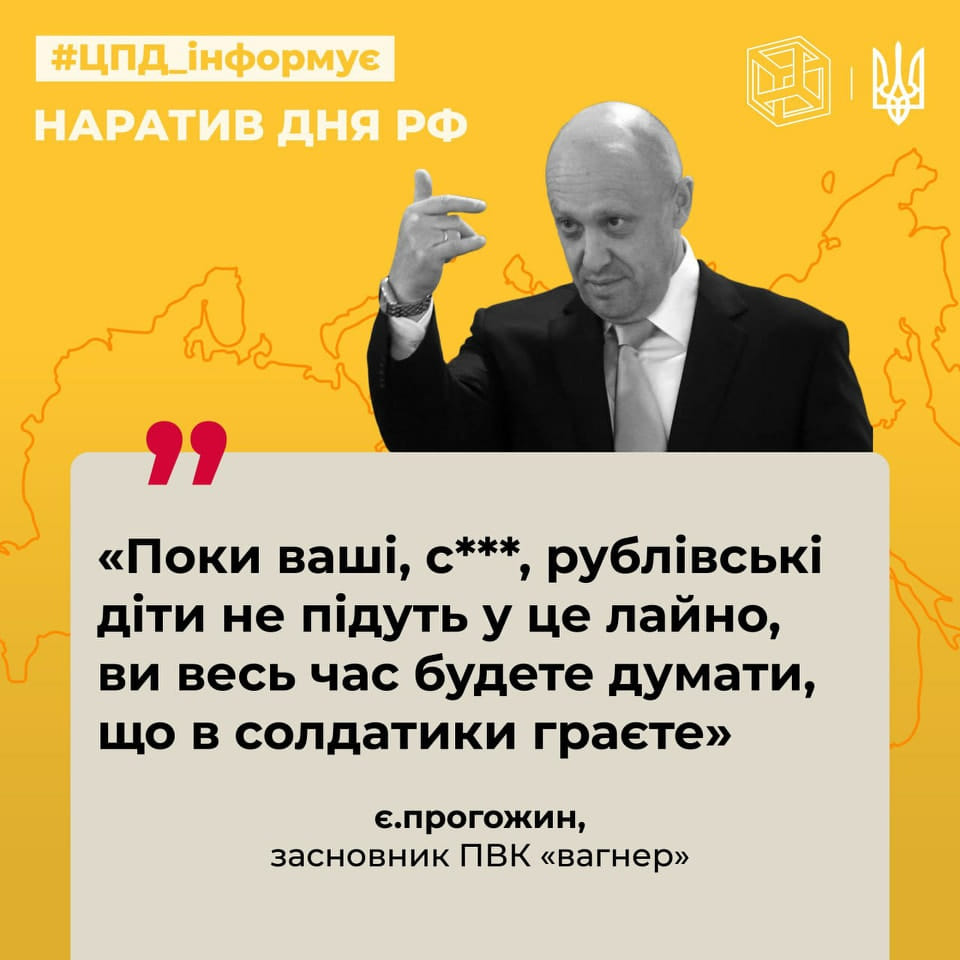 #ЦПД_інформує
НАРАТИВ ДНЯ РФ
«Поки ваші, с***, рублівські
діти не підуть у це лайно,
ви весь час будете думати,
що в солдатики граєте»
є.прогожин,
засновник ПВК «вагнер»